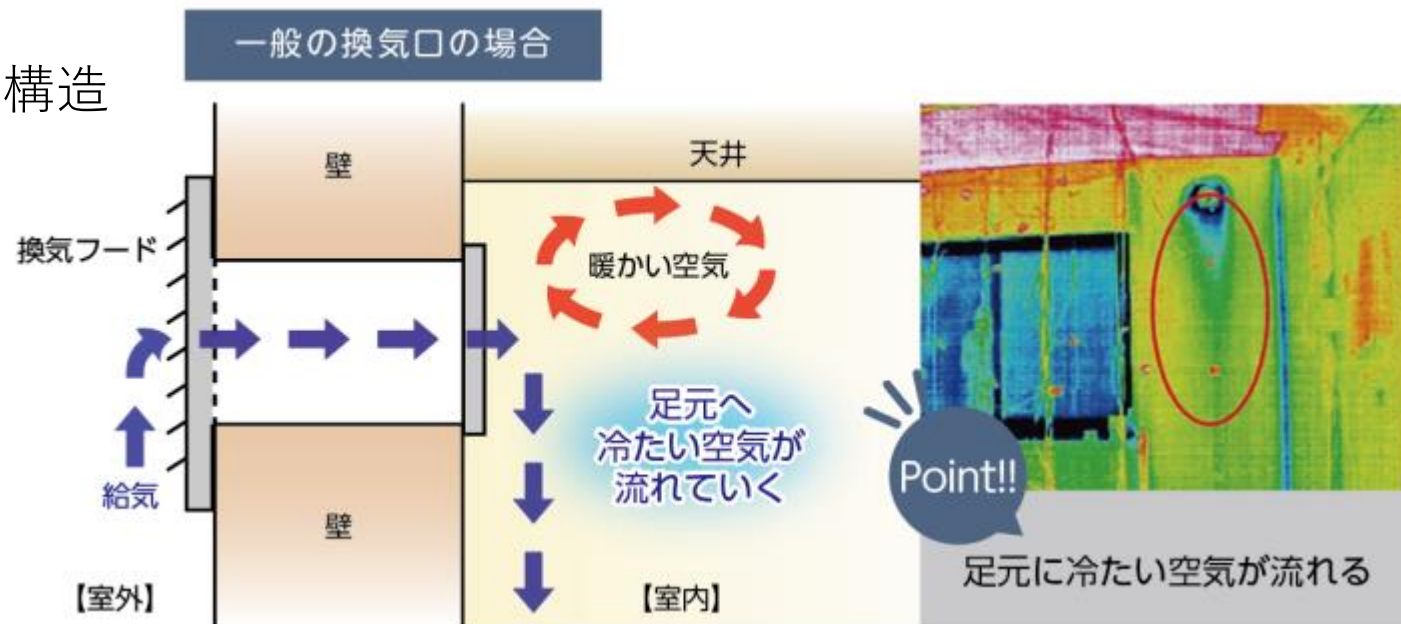 一般の換気口の場合
構造
壁
天井
換気フード
暖かい空気
足元へ
冷たい空気が
流れていく
給気
Point!!
壁
足元に冷たい空気が流れる
【室外】
【室内】